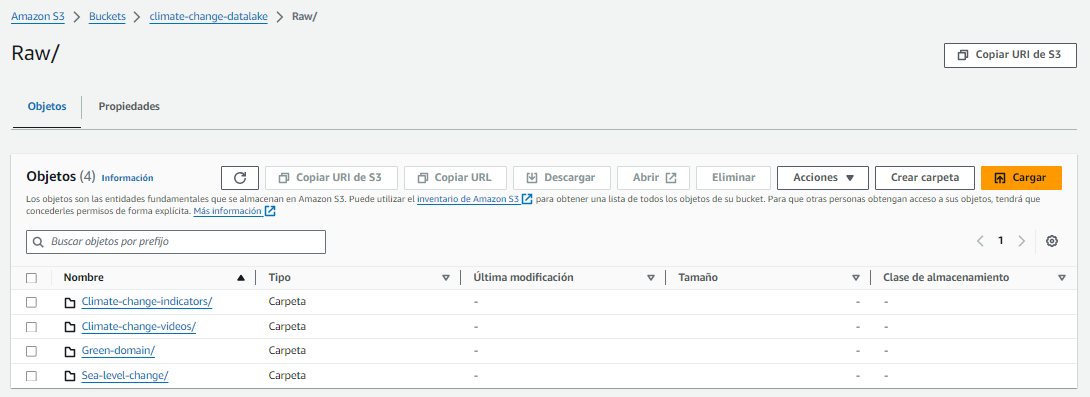 Amazon S3 > Buckets > climate-change-datalake > Raw/
Raw/
Copiar URI de S3
Objetos Propiedades
Objetos (4) Información Copiar URI de S3 Copiar URL Descargar Abrir Eliminar Acciones Crear carpeta Cargar
Los objetos son las entidades fundamentales que se almacenan en Amazon S3. Puede utilizar el inventario de Amazon S3 para obtener una lista de todos los objetos de su bucket. Para que otras personas obtengan acceso a sus objetos, tendrá que
concederles permisos de forma explícita. Más información
Buscar objetos por prefijo < 1 >
Nombre Tipo Última modificación Tamaño Clase de almacenamiento
Climate-change-indicators/ Carpeta - - -
Climate-change-videos/ Carpeta - - -
Green-domain/ Carpeta - - -
Sea-level-change/ Carpeta - - -